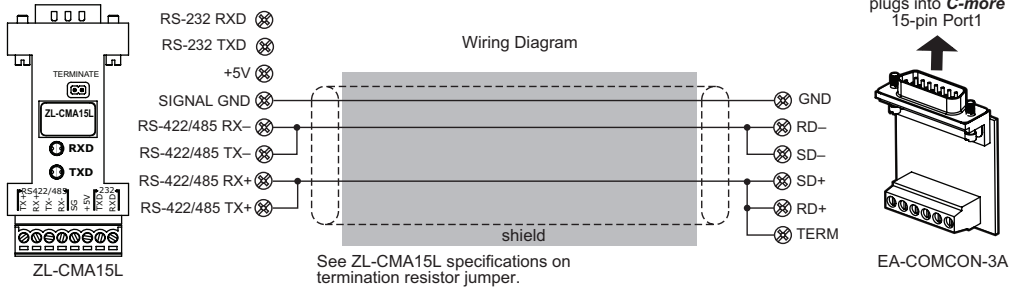 plugs into C-more
15-pin Port1
RS-232 RXD
RS-232 TXD
Wiring Diagram
+5V
SIGNAL GND
GND
RS-422/485 RX–
RD–
RS-422/485 TX–
SD–
RS-422/485 RX+
SD+
RS-422/485 TX+
RD+
TERM
shield
See ZL-CMA15L specifications on
termination resistor jumper.
TERMINATE
ZL-CMA15L
RXD
TXD
RS422/485
232
TX+
RX+
TX-
RX-
SG
+5V
TXD
RXD
ZL-CMA15L
EA-COMCON-3A